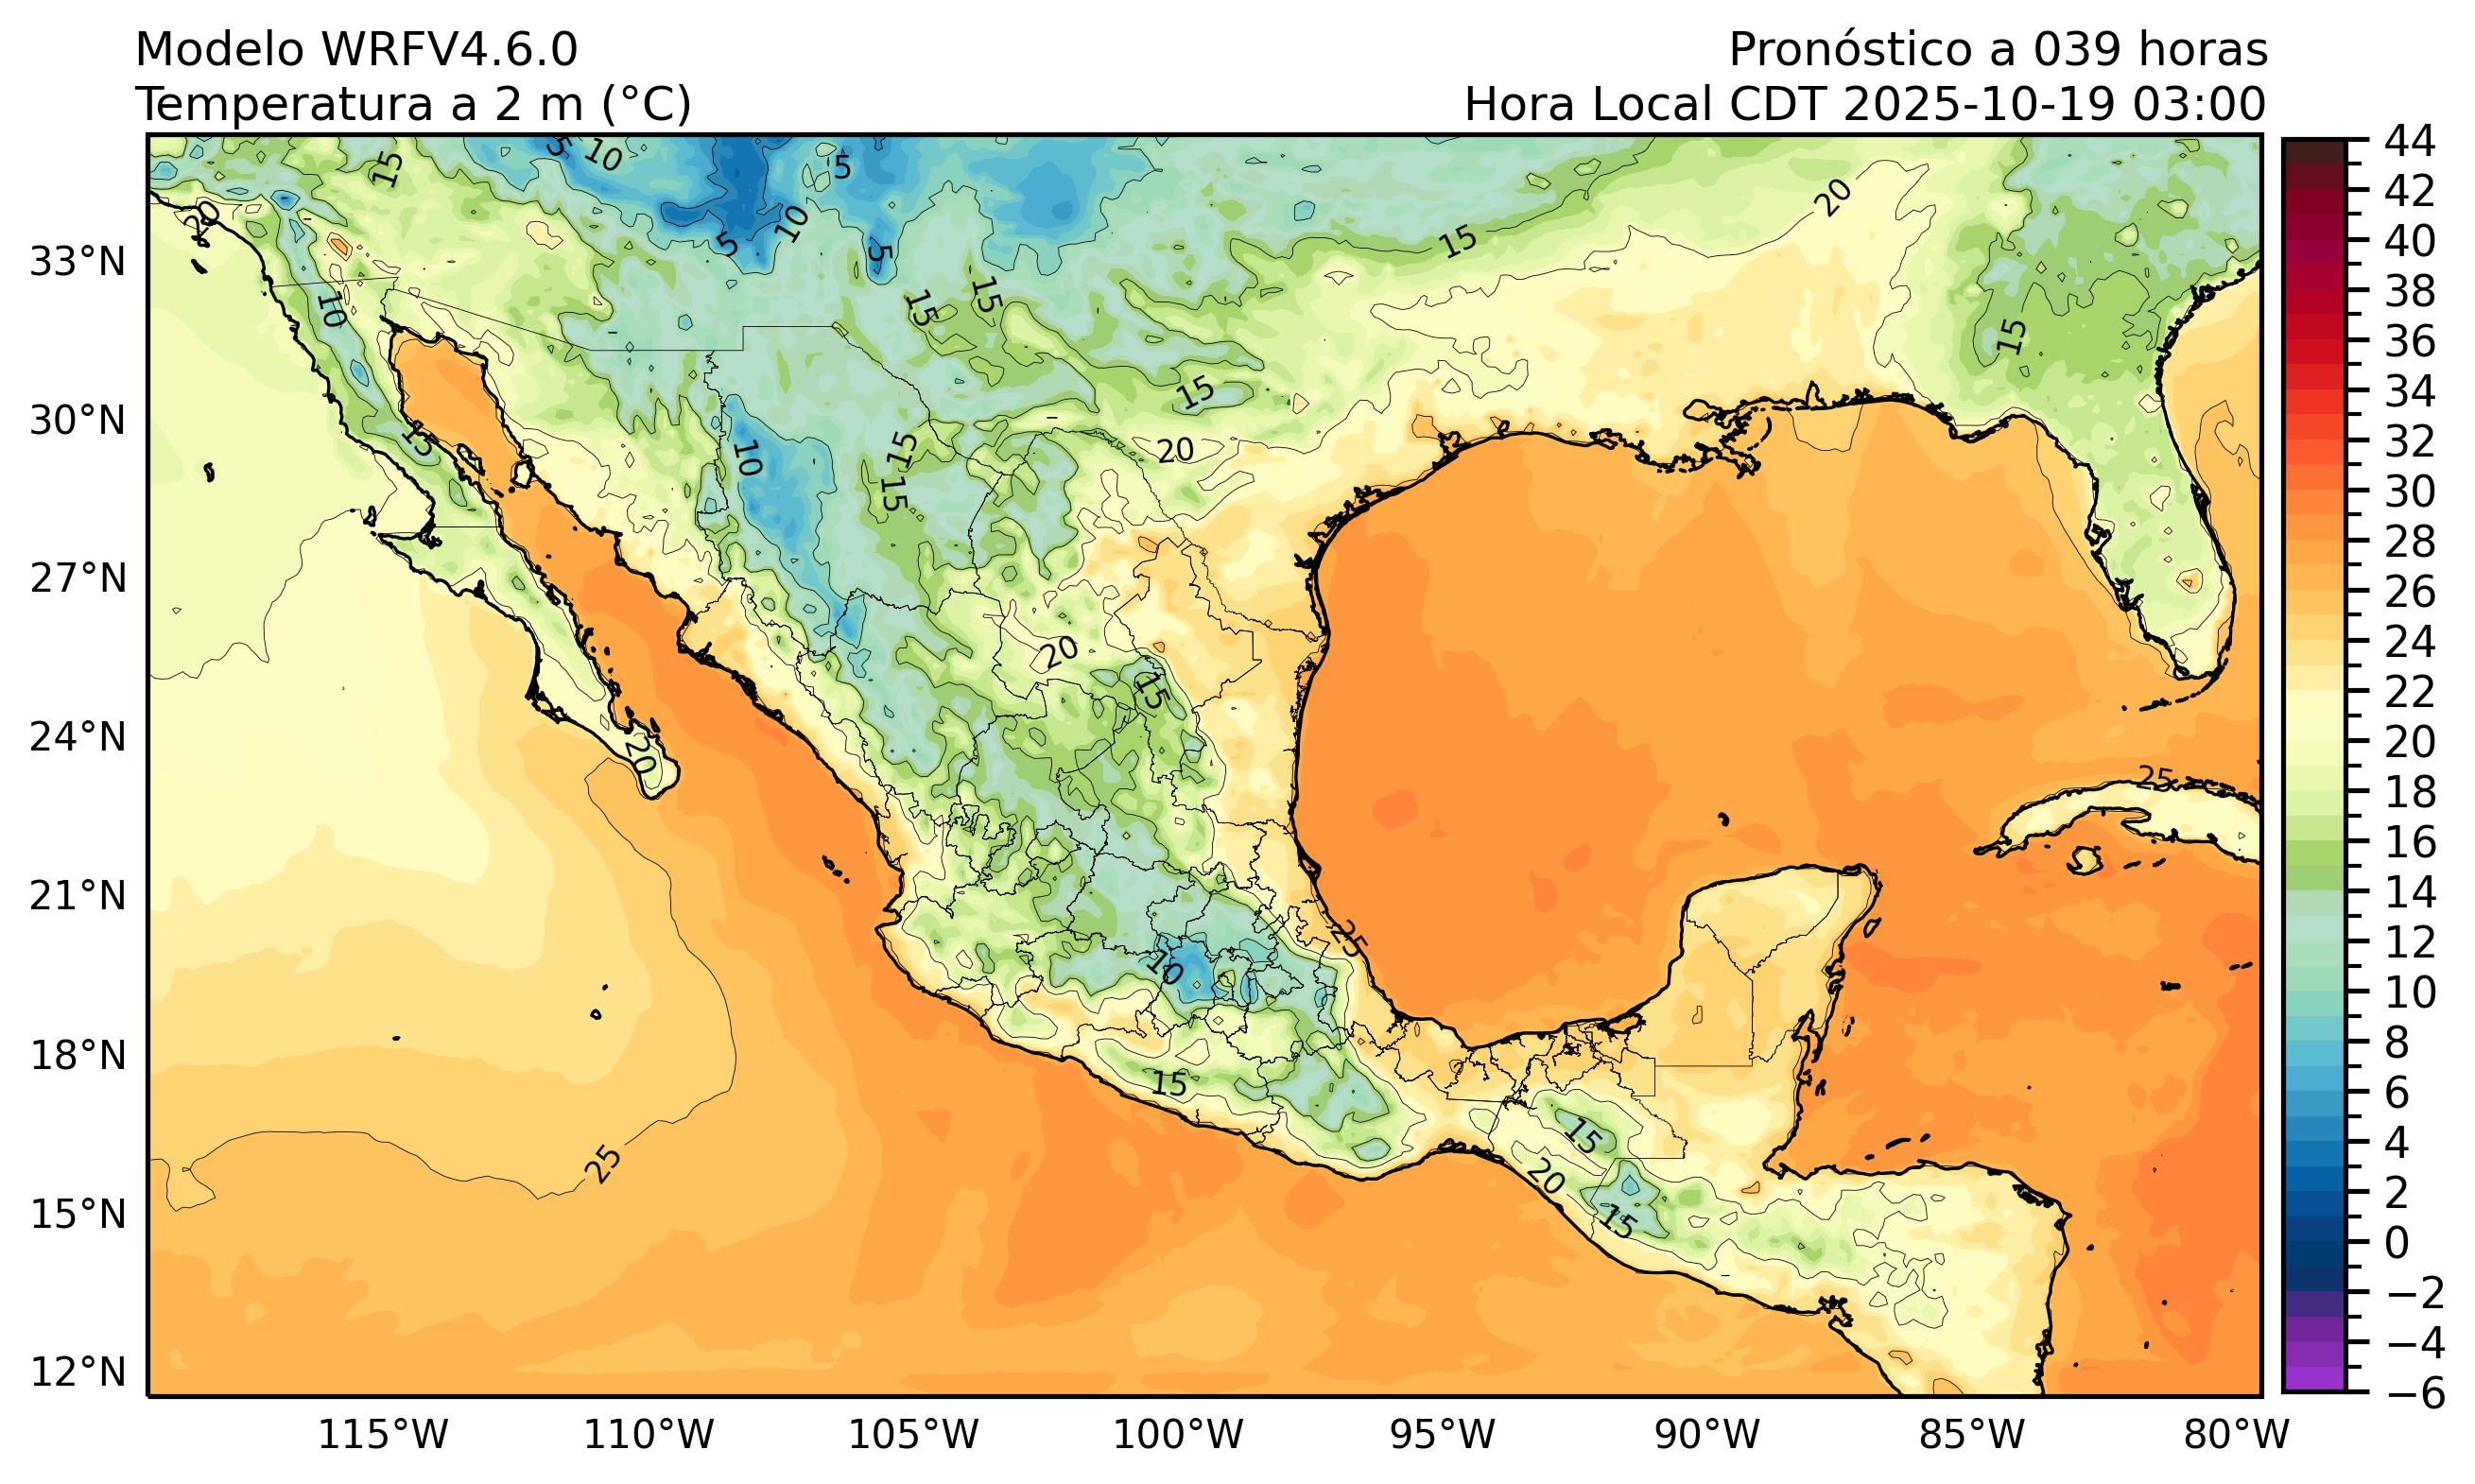 Modelo WRFV4.6.0
Pronóstico a 039 horas
Temperatura a 2 m (°C)
Hora Local CDT 2025-10-19 03:00
33°N
30°N
27°N
24°N
21°N
18°N
15°N
12°N
115°W
110°W
105°W
100°W
95°W
90°W
85°W
80°W
44
42
40
38
36
34
32
30
28
26
24
22
20
18
16
14
12
10
8
6
4
2
0
−2
−4
−6
5
10
5
15
20
10
5
5
10
15
15
15
20
15
15
15
10
15
15
20
20
15
20
25
25
10
15
15
20
15
25